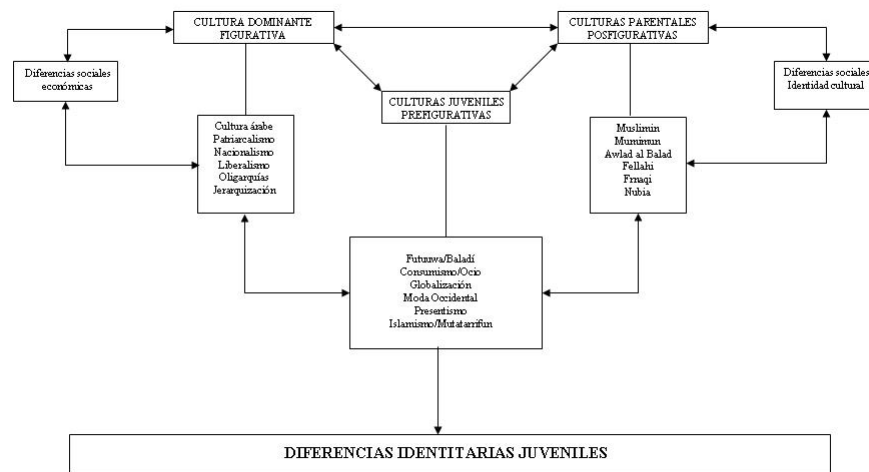 CULTURA DOMINANTE
FIGURATIVA
CULTURAS PARENTALES
POSFIGURATIVAS
Diferencias sociales
económicas
CULTURAS JUVENILES
PREFIGURATIVAS
Diferencias sociales
Identidad cultural
Cultura árabe
Patriarcalismo
Nacionalismo
Liberalismo
Oligarquías
Jerarquización
Muslimin
Mumimun
Awlad al Balad
Fellahi
Frnaqi
Nubia
Futuwwa/Baladí
Consumismo/Ocio
Globalización
Moda Occidental
Presentismo
Islamismo/Mutatarrifun
DIFERENCIAS IDENTITARIAS JUVENILES